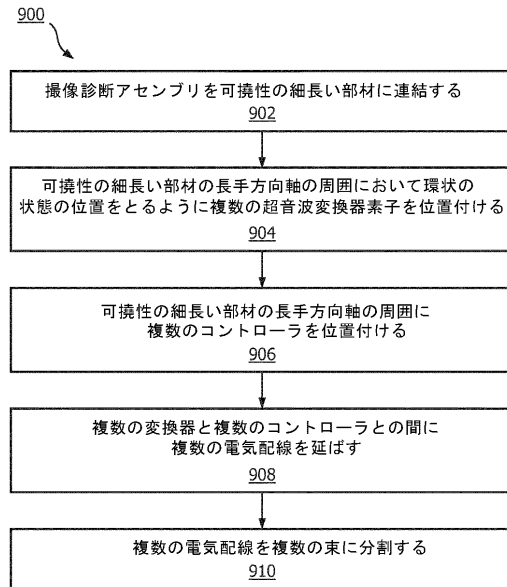 900
撮像診断アセンブリを可撓性の細長い部材に連結する
902
可撓性の細長い部材の長手方向軸の周囲において環状の
状態の位置をとるように複数の超音波変換器素子を位置付ける
904
可撓性の細長い部材の長手方向軸の周囲に
複数のコントローラを位置付ける
906
複数の変換器と複数のコントローラとの間に
複数の電気配線を延ばす
908
複数の電気配線を複数の束に分割する
910